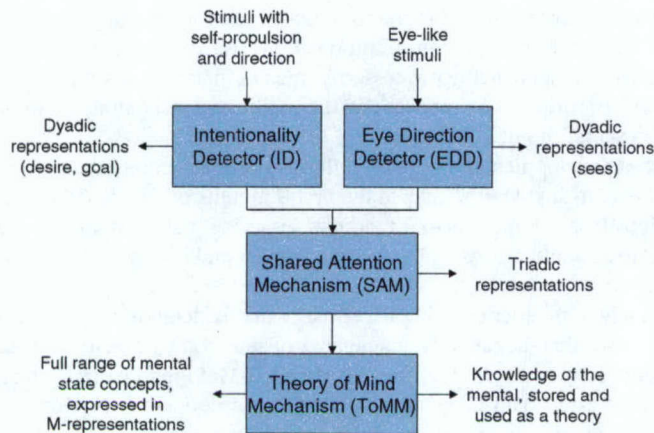 Stimuli with
self-propulsion
and direction
Eye-like
stimuli
Dyadic
representations
(desire, goal)
Intentionality
Detector (ID)
Eye Direction
Detector (EDD)
Dyadic
representations
(sees)
Shared Attention
Mechanism (SAM)
Triadic
representations
Full range of mental
state concepts,
expressed in
M-representations
Theory of Mind
Mechanism (ToMM)
Knowledge of the
mental, stored and
used as a theory